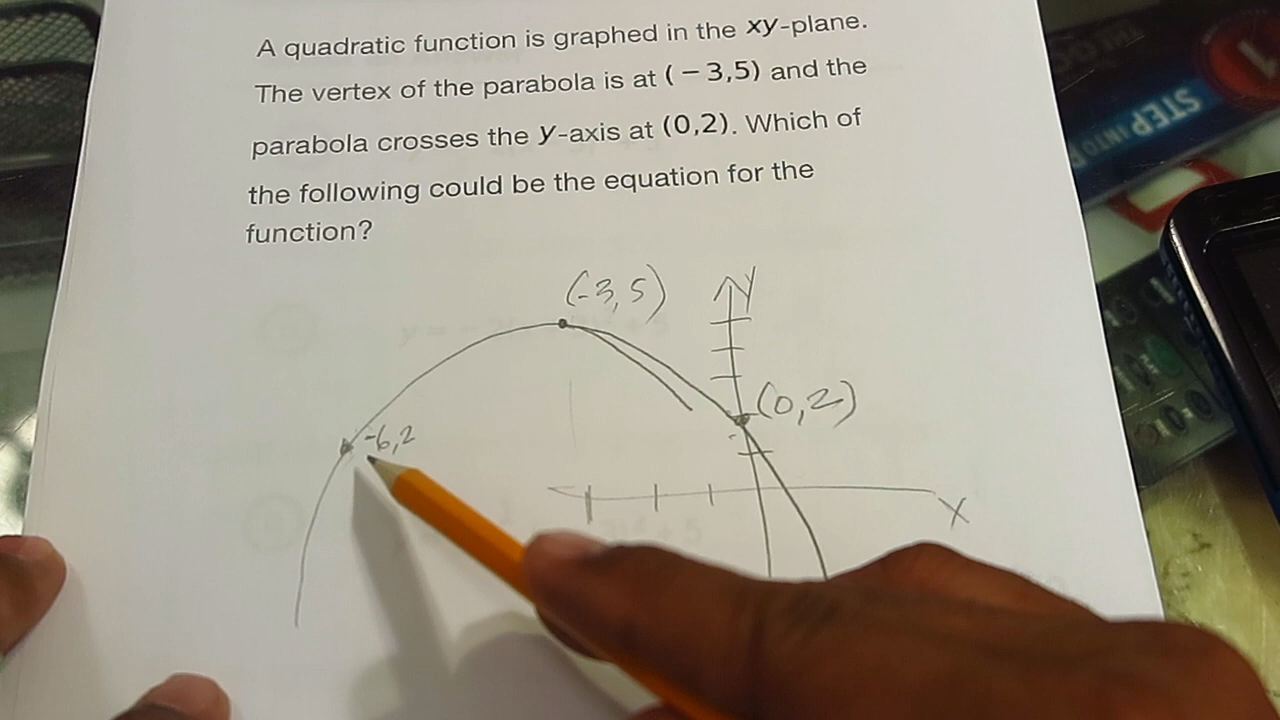 A quadratic function is graphed in the xy-plane.
The vertex of the parabola is at (−3,5) and the
parabola crosses the y-axis at (0,2). Which of
the following could be the equation for the
function?
(-3,5)
Y
(0,2)
-6,2
X
STEP INTO
1